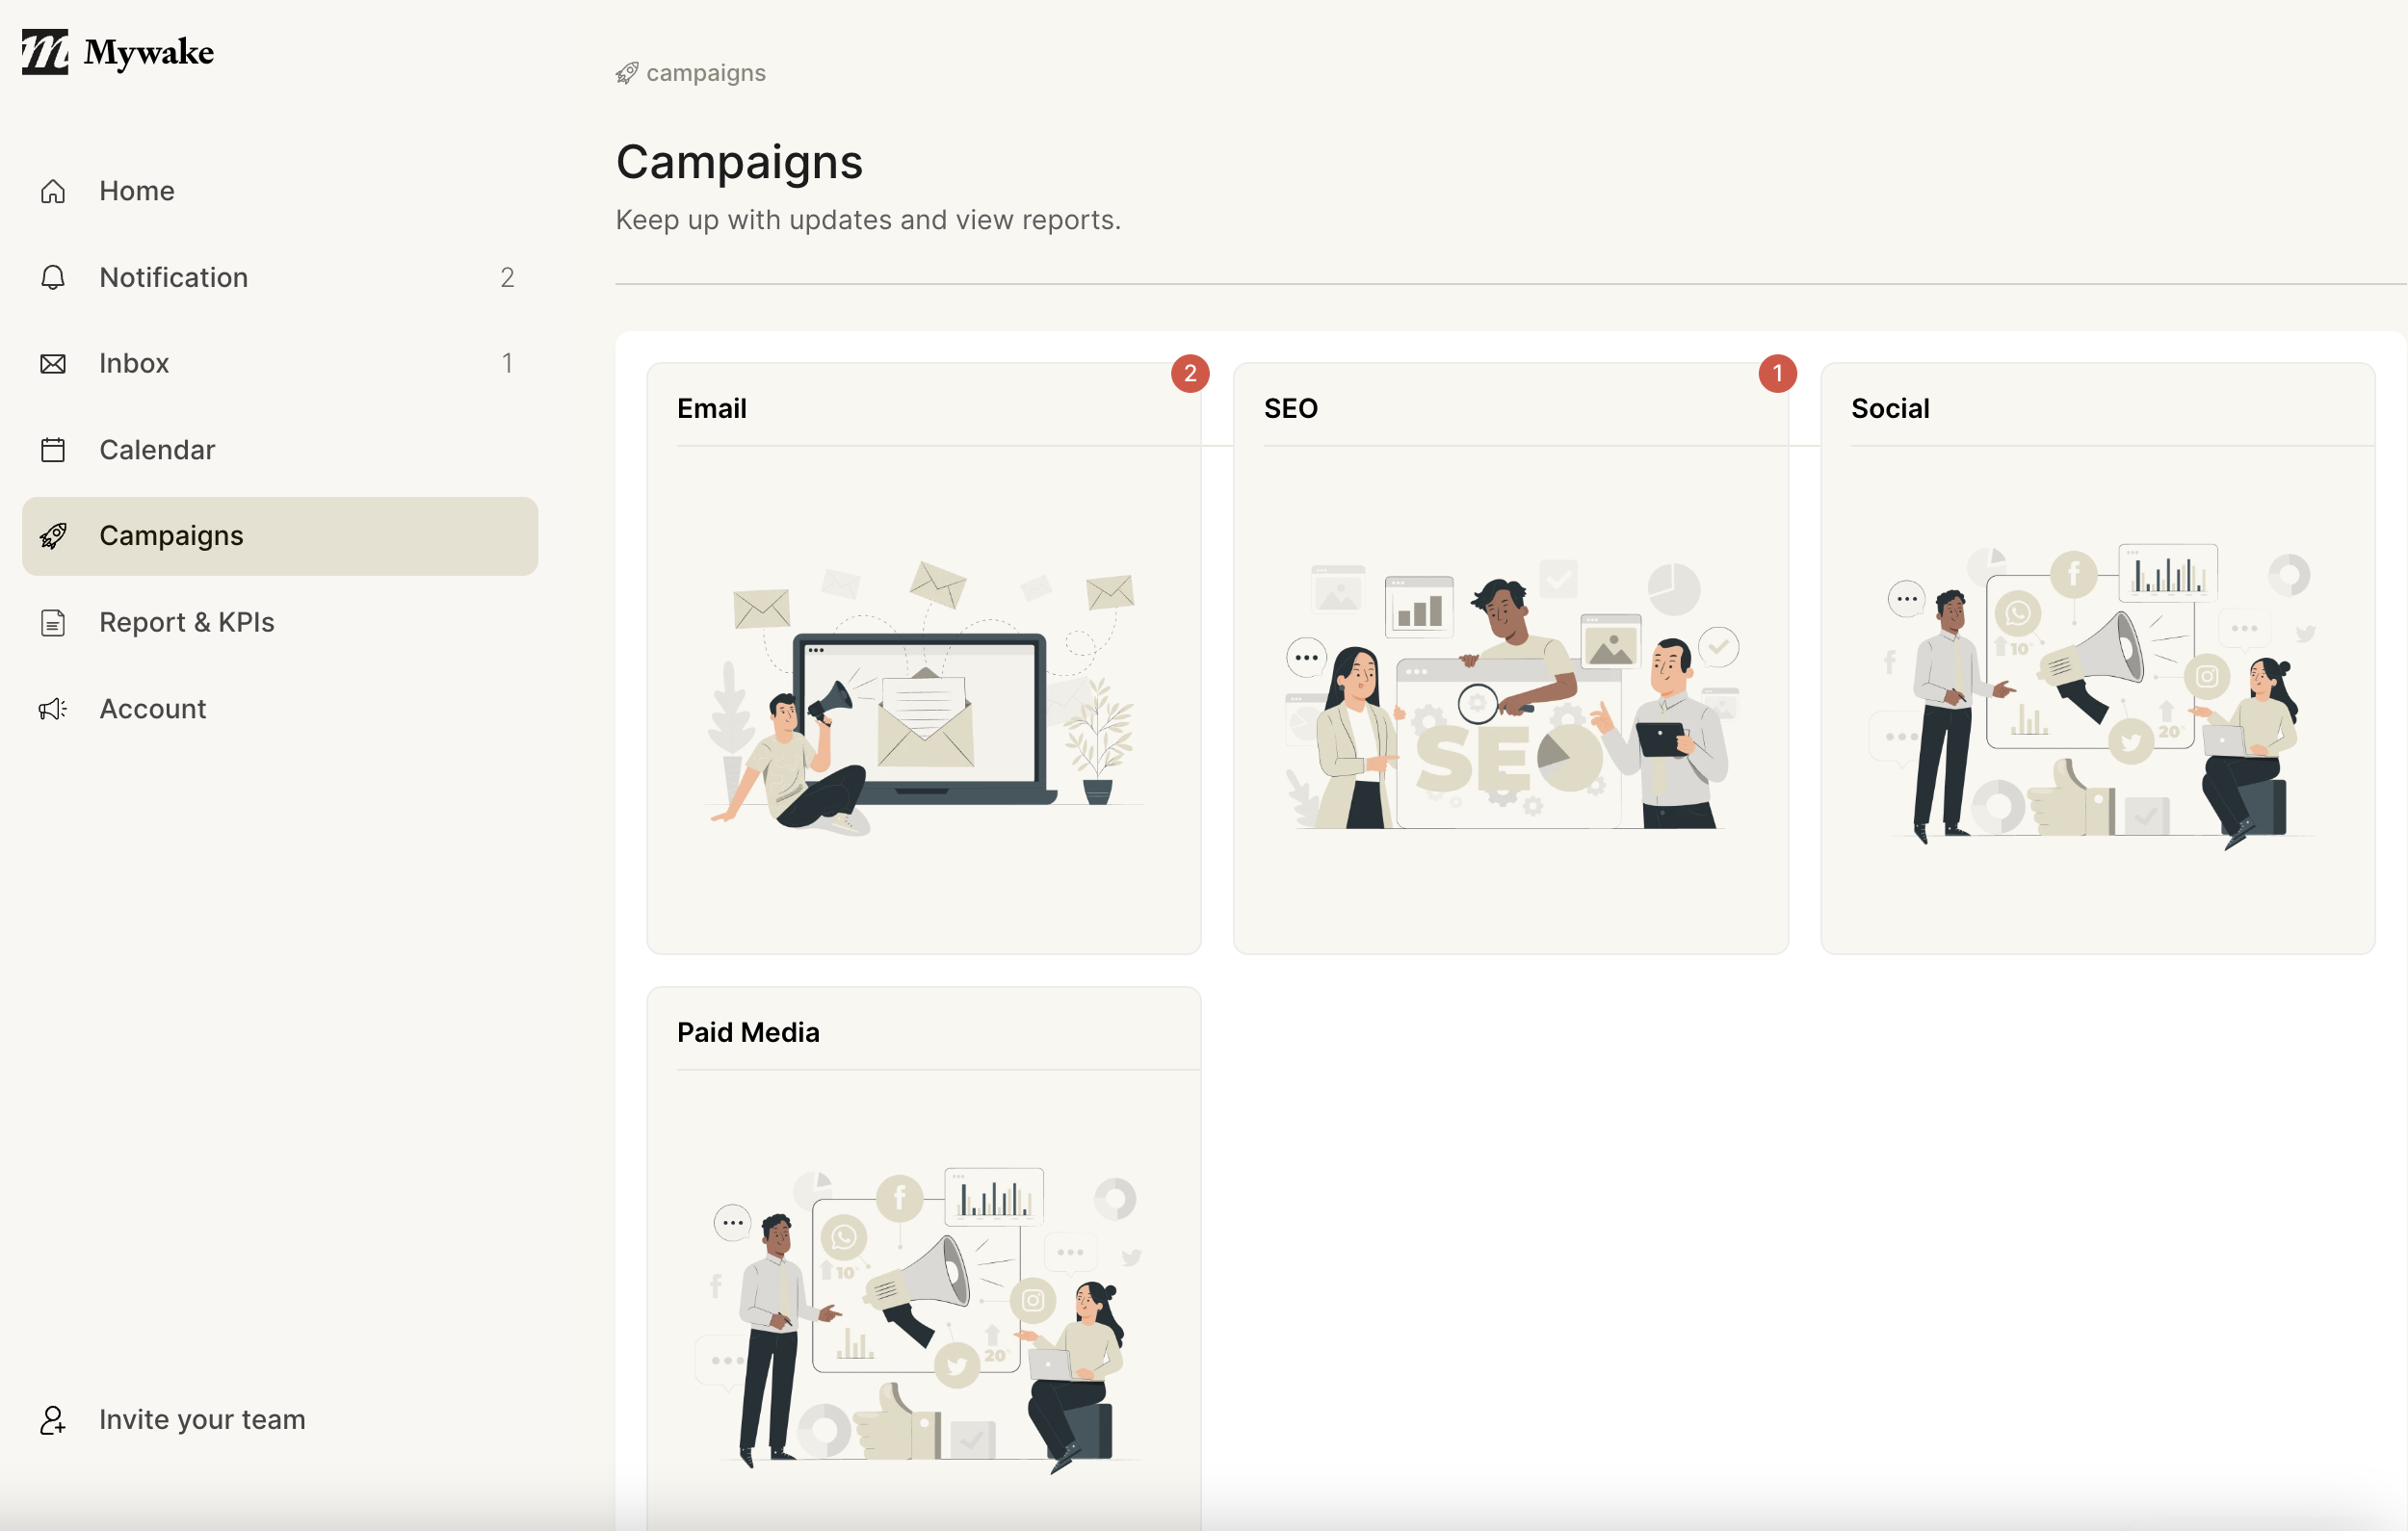 Mywake
Home
Notification 2
Inbox 1
Calendar
Campaigns
Report & KPIs
Account
Invite your team
campaigns
Campaigns
Keep up with updates and view reports.
Email 2
SEO 1
Social
SEO
10
20
Paid Media
10
20